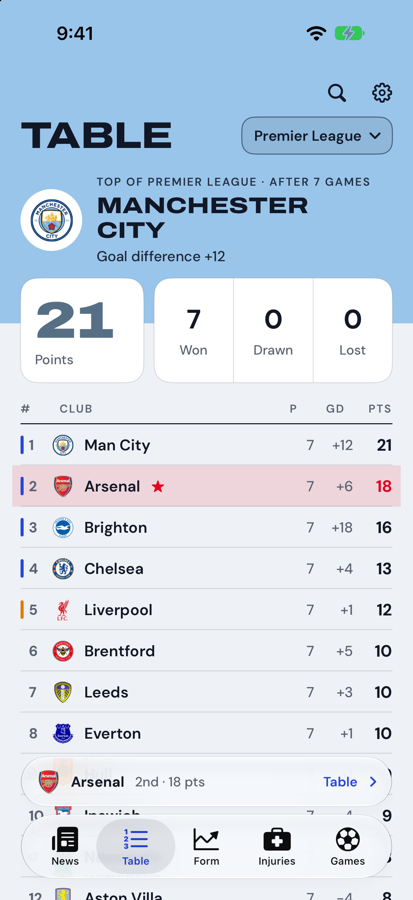 9:41
TABLE
Premier League
TOP OF PREMIER LEAGUE · AFTER 7 GAMES
MANCHESTER
CITY
Goal difference +12
21
Points
7
Won
0
Drawn
0
Lost
# CLUB P GD PTS
1 Man City 7 +12 21
2 Arsenal 7 +6 18
3 Brighton 7 +18 16
4 Chelsea 7 +4 13
5 Liverpool 7 +1 12
6 Brentford 7 +5 10
7 Leeds 7 +3 10
8 Everton 7 +1 10
Arsenal 2nd · 18 pts Table
10 Ipswich 7 9
News
Table
Form
Injuries
Games
12 Aston Villa 7 -4 8